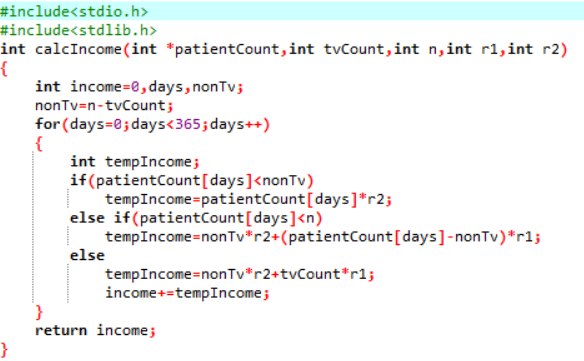 #include<stdio.h>
#include<stdlib.h>
int calcIncome(int *patientCount,int tvCount,int n,int r1,int r2)
{
    int income=0,days,nonTv;
    nonTv=n-tvCount;
    for(days=0;days<365;days++)
    {
        int tempIncome;
        if(patientCount[days]<nonTv)
            tempIncome=patientCount[days]*r2;
        else if(patientCount[days]<n)
            tempIncome=nonTv*r2+(patientCount[days]-nonTv)*r1;
        else
            tempIncome=nonTv*r2+tvCount*r1;
            income+=tempIncome;
    }
    return income;
}